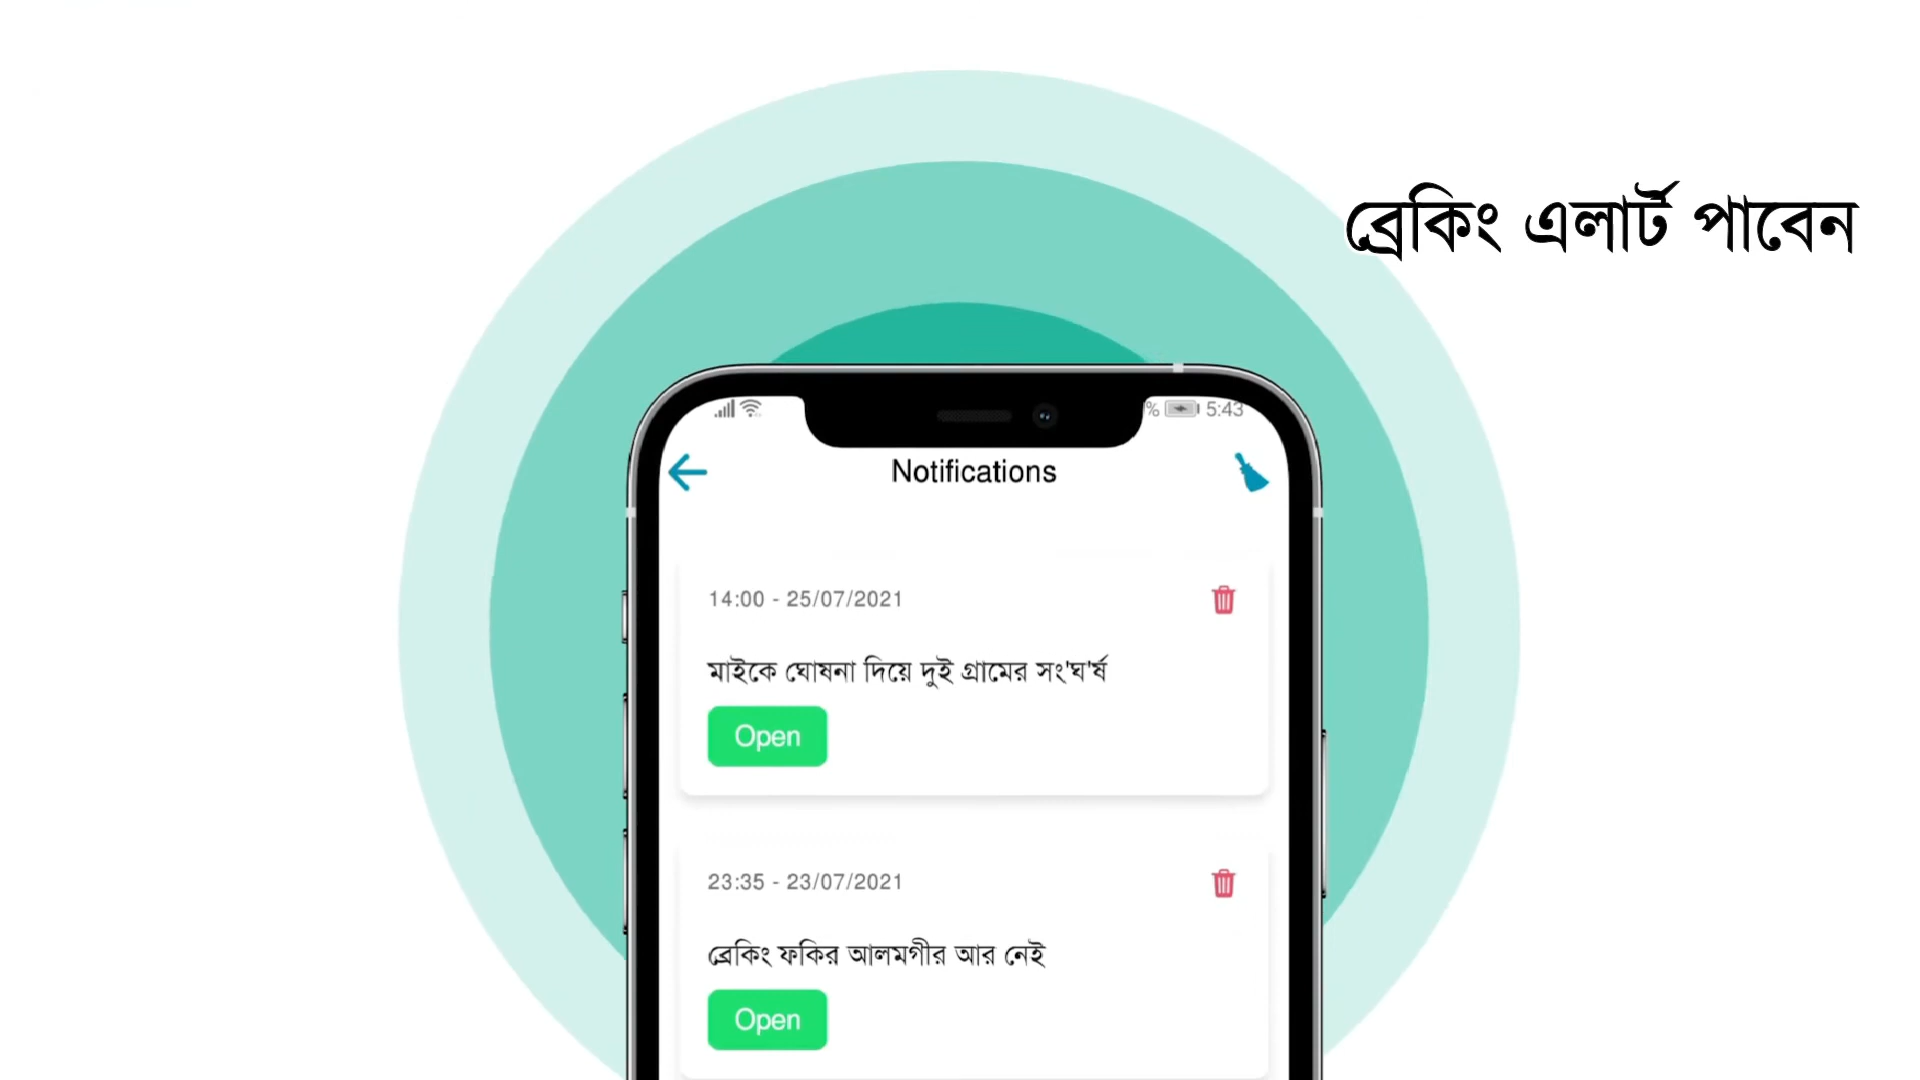 ব্রেকিং এলার্ট পাবেন
% 5:43
Notifications
14:00 - 25/07/2021
মাইকে ঘোষনা দিয়ে দুই গ্রামের সং'ঘ'র্ষ
Open
23:35 - 23/07/2021
ব্রেকিং ফকির আলমগীর আর নেই
Open